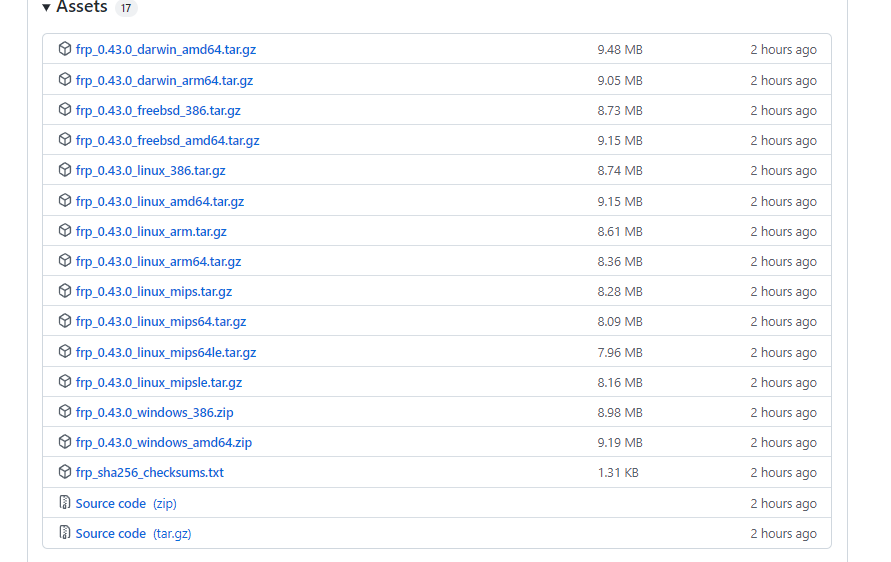 Assets 17
frp_0.43.0_darwin_amd64.tar.gz 9.48 MB 2 hours ago
frp_0.43.0_darwin_arm64.tar.gz 9.05 MB 2 hours ago
frp_0.43.0_freebsd_386.tar.gz 8.73 MB 2 hours ago
frp_0.43.0_freebsd_amd64.tar.gz 9.15 MB 2 hours ago
frp_0.43.0_linux_386.tar.gz 8.74 MB 2 hours ago
frp_0.43.0_linux_amd64.tar.gz 9.15 MB 2 hours ago
frp_0.43.0_linux_arm.tar.gz 8.61 MB 2 hours ago
frp_0.43.0_linux_arm64.tar.gz 8.36 MB 2 hours ago
frp_0.43.0_linux_mips.tar.gz 8.28 MB 2 hours ago
frp_0.43.0_linux_mips64.tar.gz 8.09 MB 2 hours ago
frp_0.43.0_linux_mips64le.tar.gz 7.96 MB 2 hours ago
frp_0.43.0_linux_mipsle.tar.gz 8.16 MB 2 hours ago
frp_0.43.0_windows_386.zip 8.98 MB 2 hours ago
frp_0.43.0_windows_amd64.zip 9.19 MB 2 hours ago
frp_sha256_checksums.txt 1.31 KB 2 hours ago
Source code (zip) 2 hours ago
Source code (tar.gz) 2 hours ago